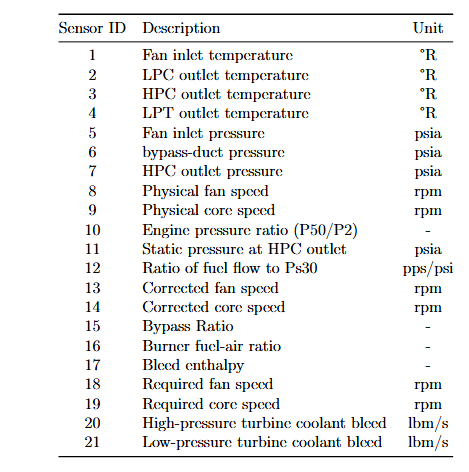 Sensor ID Description Unit
1 Fan inlet temperature °R
2 LPC outlet temperature °R
3 HPC outlet temperature °R
4 LPT outlet temperature °R
5 Fan inlet pressure psia
6 bypass-duct pressure psia
7 HPC outlet pressure psia
8 Physical fan speed rpm
9 Physical core speed rpm
10 Engine pressure ratio (P50/P2) -
11 Static pressure at HPC outlet psia
12 Ratio of fuel flow to Ps30 pps/psi
13 Corrected fan speed rpm
14 Corrected core speed rpm
15 Bypass Ratio -
16 Burner fuel-air ratio -
17 Bleed enthalpy -
18 Required fan speed rpm
19 Required core speed rpm
20 High-pressure turbine coolant bleed lbm/s
21 Low-pressure turbine coolant bleed lbm/s